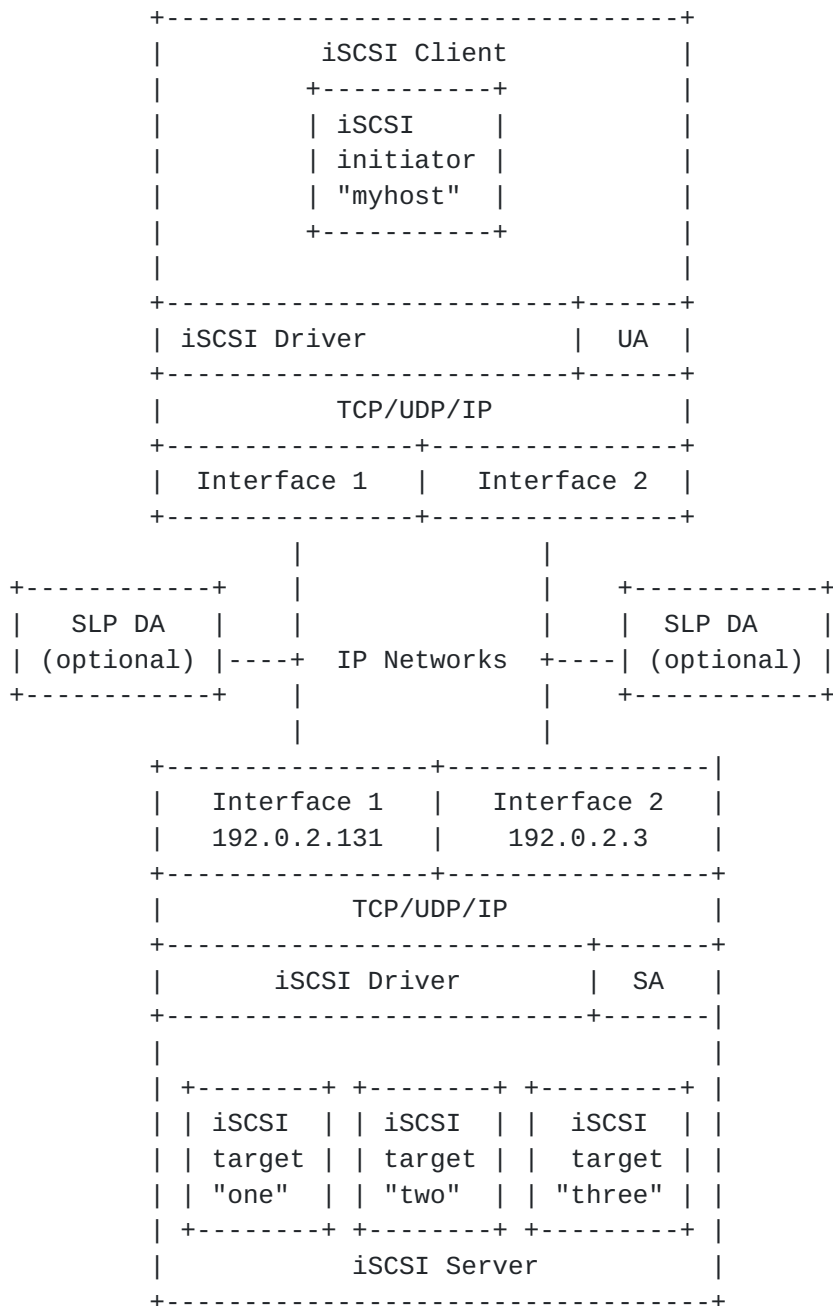 iSCSI Client
iSCSI
initiator
"myhost"
iSCSI Driver UA
TCP/UDP/IP
Interface 1 Interface 2
SLP DA SLP DA
(optional) IP Networks (optional)
Interface 1 Interface 2
192.0.2.131 192.0.2.3
TCP/UDP/IP
iSCSI Driver SA
iSCSI iSCSI iSCSI
target target target
"one" "two" "three"
iSCSI Server